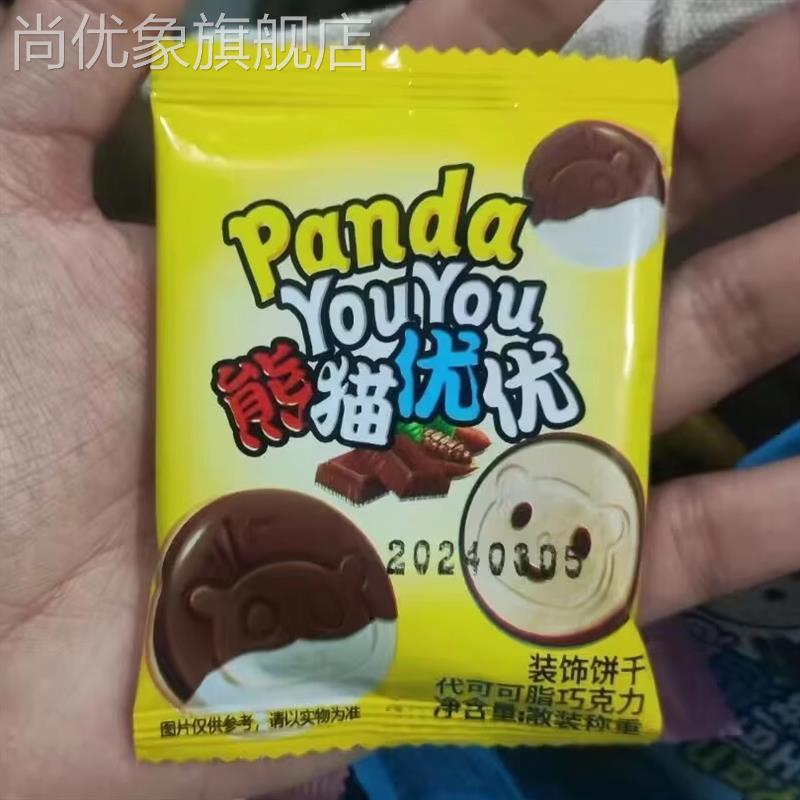 尚优象旗舰店
Panda
YouYou
熊猫优优
20240305
装饰饼干
代可可脂巧克力
净含量:散装称重
图片仅供参考，请以实物为准